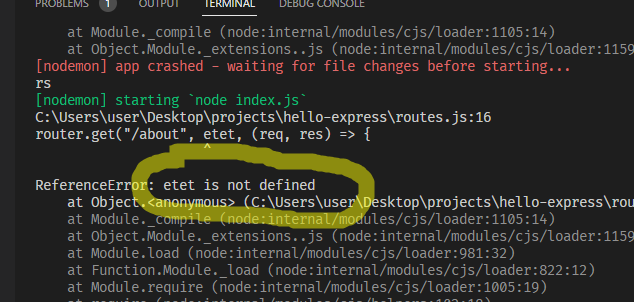 PROBLEMS 1 OUTPUT TERMINAL DEBUG CONSOLE
at Module._compile (node:internal/modules/cjs/loader:1105:14)
at Object.Module._extensions..js (node:internal/modules/cjs/loader:1159
[nodemon] app crashed - waiting for file changes before starting...
rs
[nodemon] starting `node index.js`
C:\Users\user\Desktop\projects\hello-express\routes.js:16
router.get("/about", etet, (req, res) => {
^
ReferenceError: etet is not defined
at Object.<anonymous> (C:\Users\user\Desktop\projects\hello-express\rou
at Module._compile (node:internal/modules/cjs/loader:1105:14)
at Object.Module._extensions..js (node:internal/modules/cjs/loader:1159
at Module.load (node:internal/modules/cjs/loader:981:32)
at Function.Module._load (node:internal/modules/cjs/loader:822:12)
at Module.require (node:internal/modules/cjs/loader:1005:19)